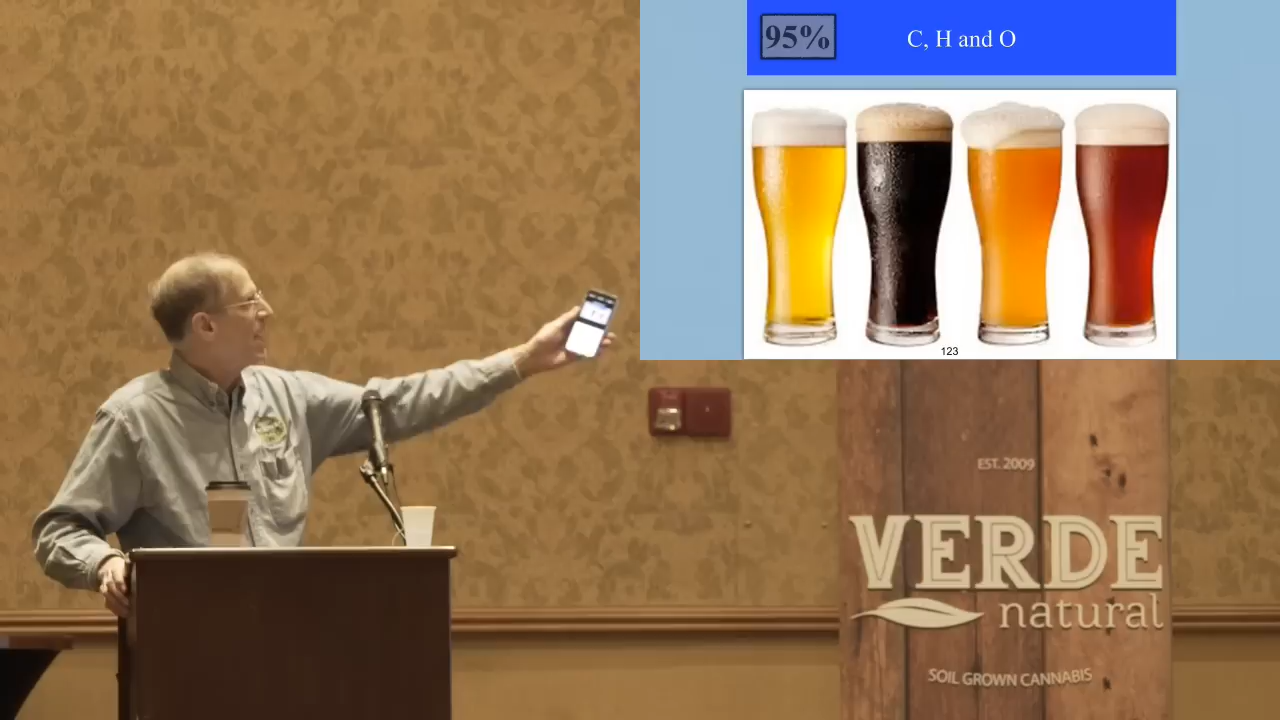 95%
C, H and O
123
EST. 2009
VERDE
natural
SOIL GROWN CANNABIS